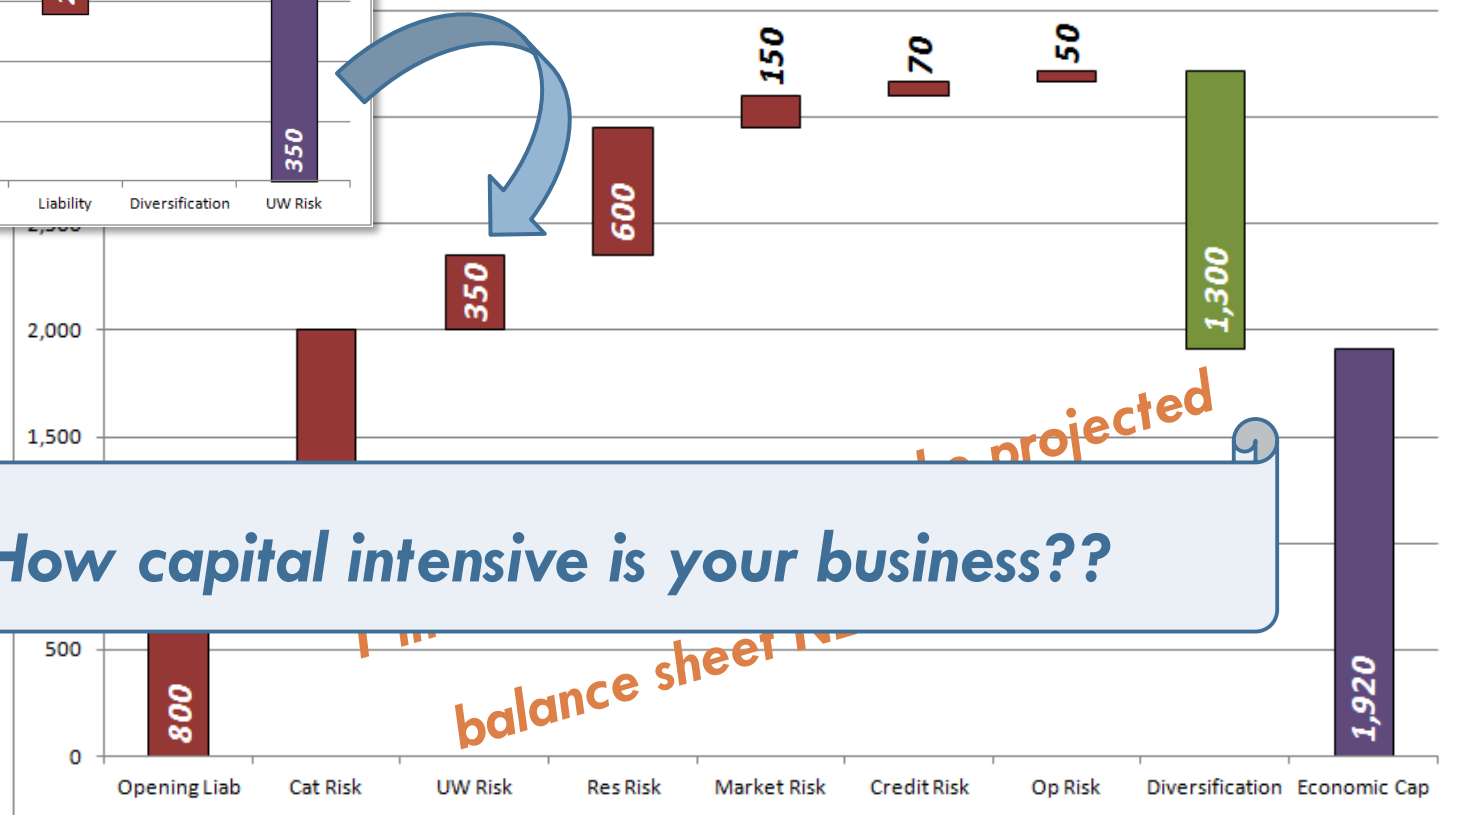 350
Liability Diversification UW Risk
150
70
50
600
350
1,300
2,000
1,500
projected
How capital intensive is your business??
500
balance sheet
800
1,920
0
Opening Liab Cat Risk UW Risk Res Risk Market Risk Credit Risk Op Risk Diversification Economic Cap